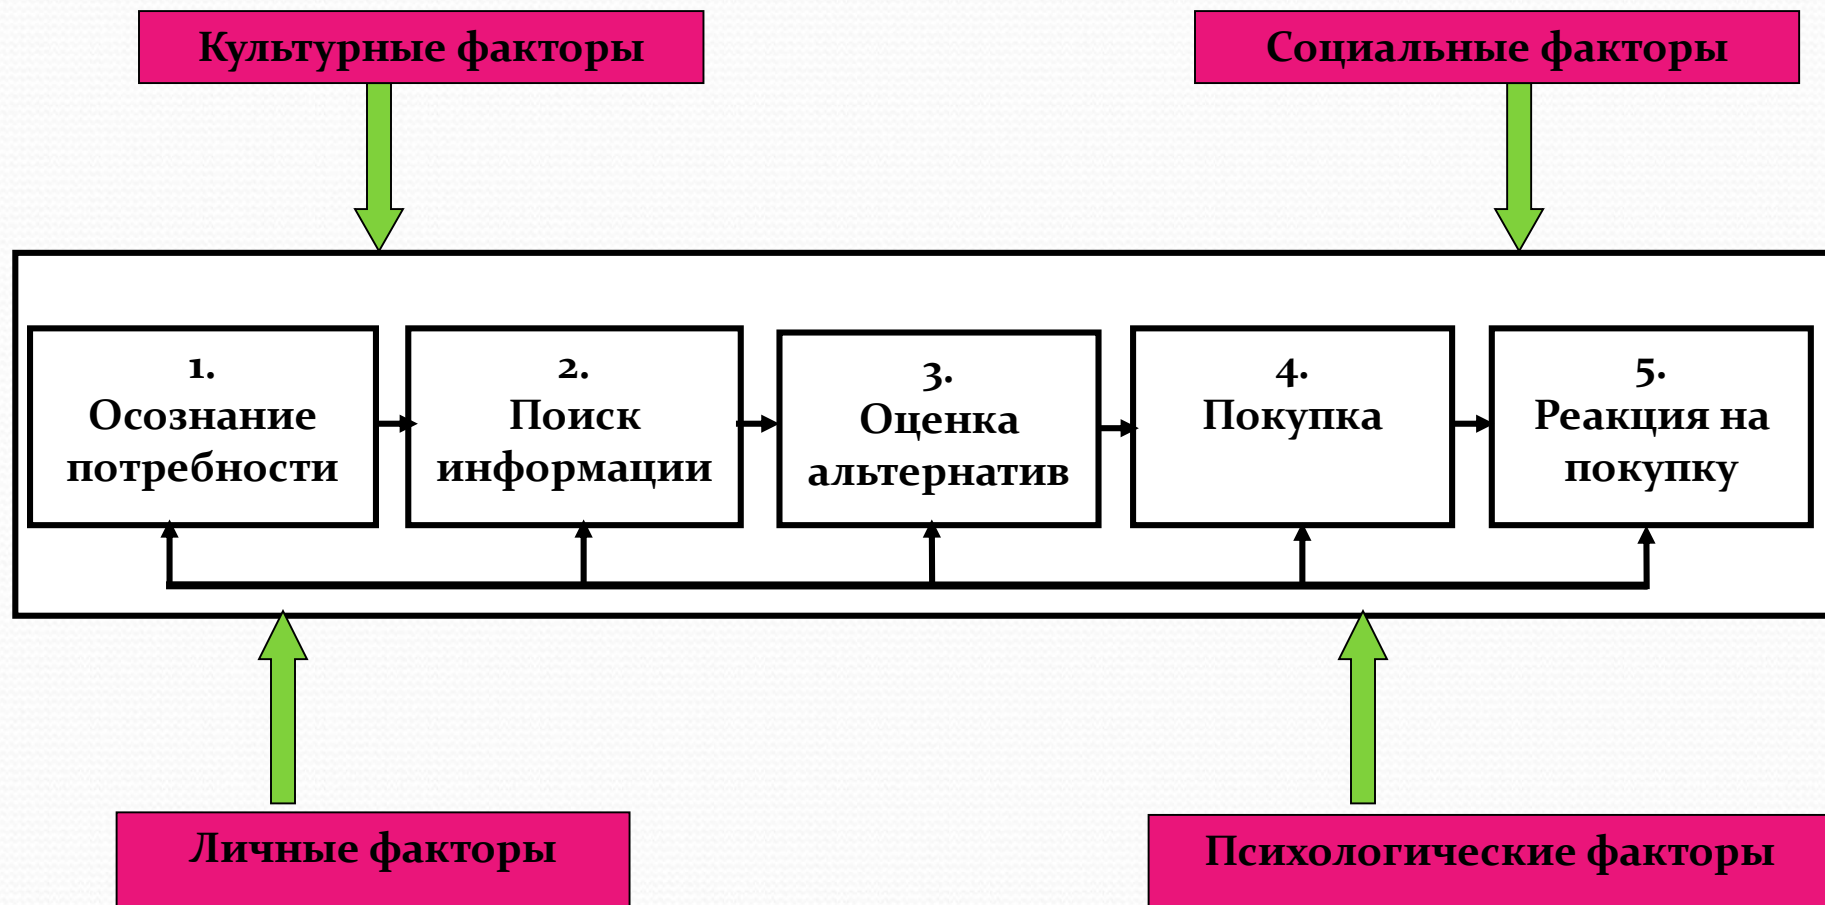 Культурные факторы
Социальные факторы
1.
Осознание
потребности
2.
Поиск
информации
3.
Оценка
альтернатив
4.
Покупка
5.
Реакция на
покупку
Личные факторы
Психологические факторы